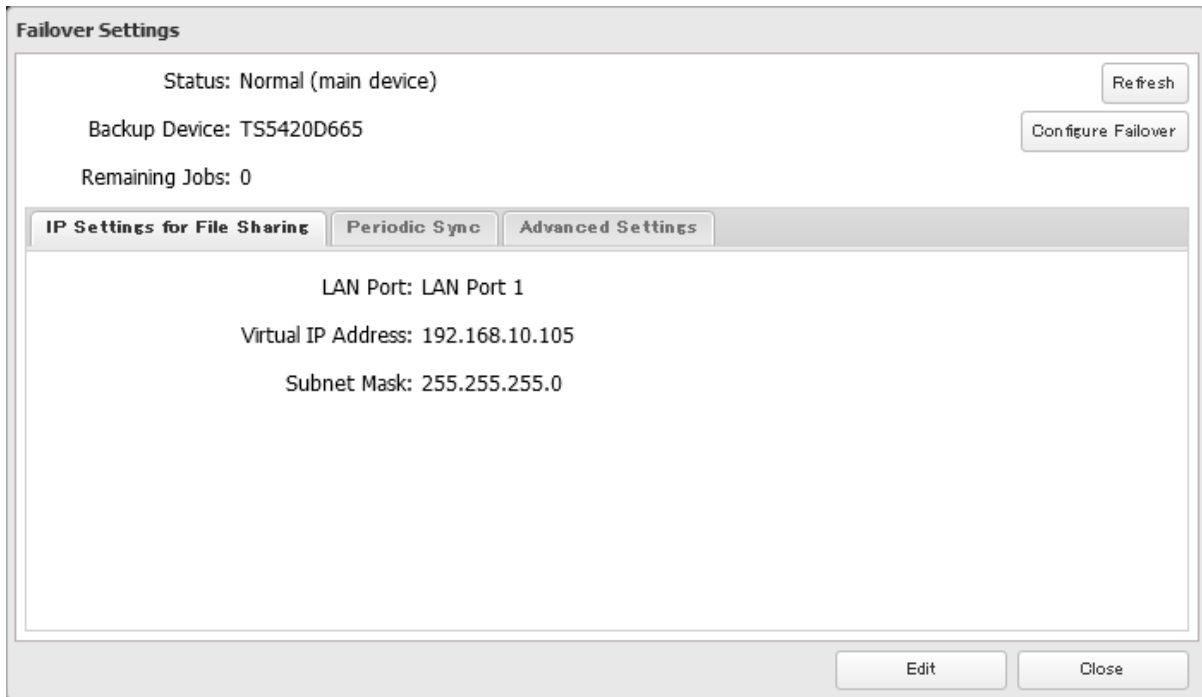 Failover Settings
Status: Normal (main device)
Refresh
Backup Device: TS5420D665
Configure Failover
Remaining Jobs: 0
IP Settings for File Sharing
Periodic Sync
Advanced Settings
LAN Port: LAN Port 1
Virtual IP Address: 192.168.10.105
Subnet Mask: 255.255.255.0
Edit
Close